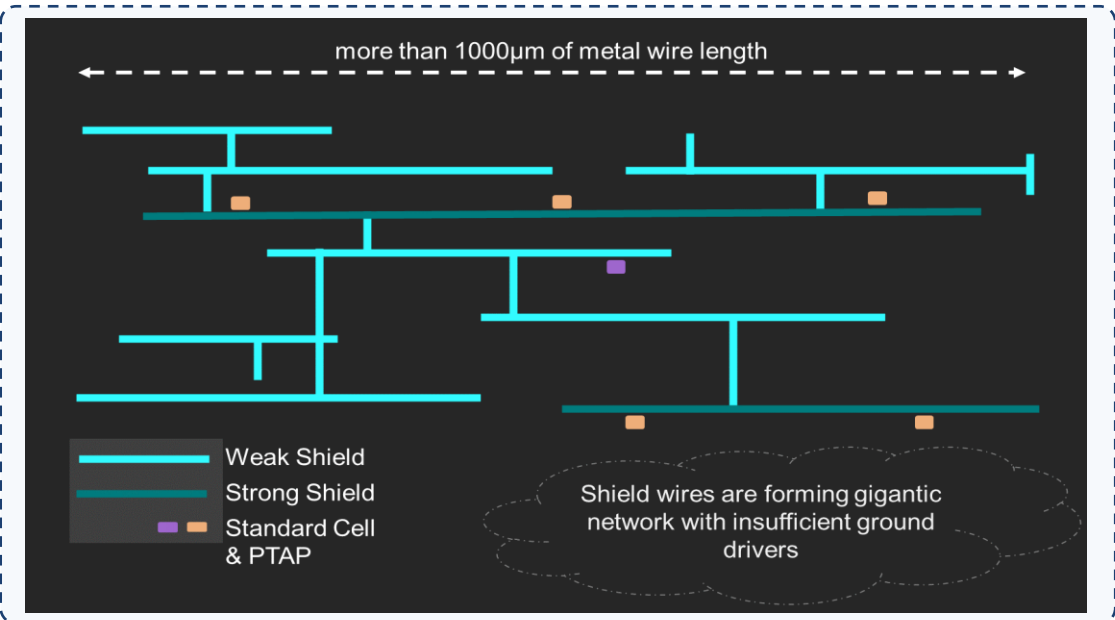 more than 1000µm of metal wire length
Weak Shield
Strong Shield
Standard Cell
& PTAP
Shield wires are forming gigantic
network with insufficient ground
drivers